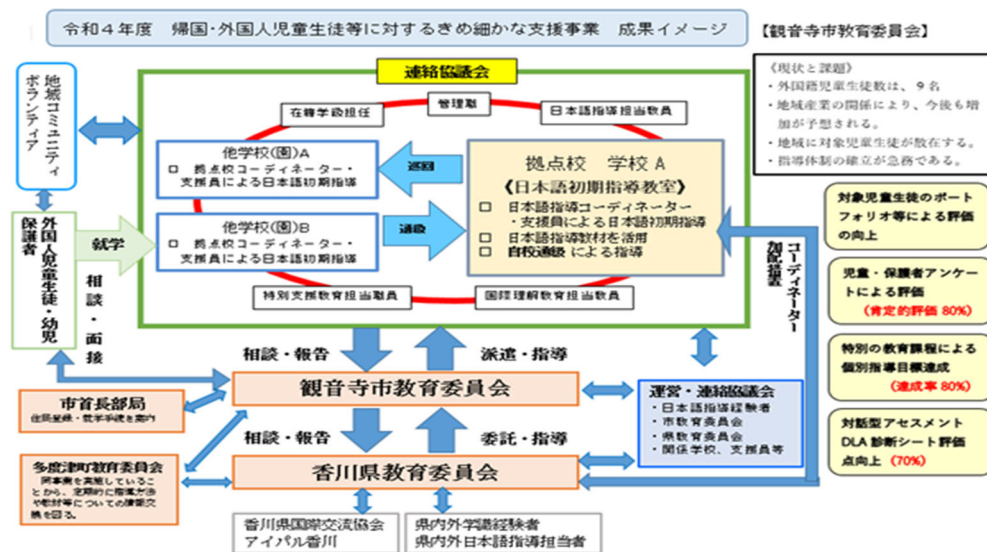 令和４年度　帰国・外国人児童生徒等に対するきめ細かな支援事業　成果イメージ
【観音寺市教育委員会】
《現状と課題》
・外国籍児童生徒数は、９名
・地域産業の関係により、今後も増
加が予想される。
・地域に対象児童生徒が散在する。
・指導体制の確立が急務である。
連絡協議会
管理職
在籍学級担任
日本語指導担当教員
地域コミュニティ
ボランティア
他学校(園)A
□ 拠点校コーディネーター・
支援員による日本語初期指導
巡回
他学校(園)B
□ 拠点校コーディネーター・
支援員による日本語初期指導
通級
拠点校　学校 A
《日本語初期指導教室》
□ 日本語指導コーディネーター
・支援員による日本語初期指導
□ 日本語指導教材を活用
□ 自校通級による指導
特別支援教育担当職員
国際理解教育担当教員
外国人児童生徒・幼児
保護者
就学
相談・面接
コーディネーター
加配措置
対象児童生徒のポート
フォリオ等による評価
の向上
児童・保護者アンケー
トによる評価
(肯定的評価 80%)
特別の教育課程による
個別指導目標達成
(達成率 80%)
対話型アセスメント
DLA 診断シート評価
点向上 (70%)
相談・報告
派遣・指導
観音寺市教育委員会
市首長部局
住民登録・就学手続を案内
運営・連絡協議会
・日本語指導経験者
・市教育委員会
・県教育委員会
・関係学校、支援員等
相談・報告
委託・指導
多度津町教育委員会
同事業を実施しているこ
とから、定期的に指導方法
や教材等についての情報交
換を図る。
香川県教育委員会
香川県国際交流協会
アイパル香川
県内外学識経験者
県内外日本語指導担当者